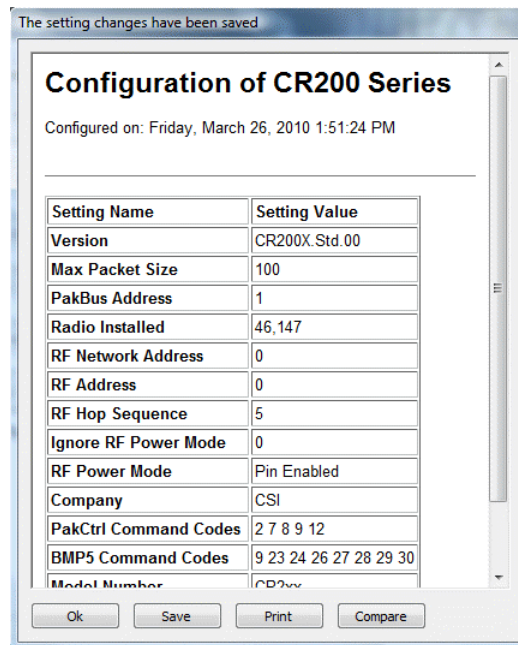 The setting changes have been saved
Configuration of CR200 Series
Configured on: Friday, March 26, 2010 1:51:24 PM
Setting Name Setting Value
Version CR200X.Std.00
Max Packet Size 100
PakBus Address 1
Radio Installed 46,147
RF Network Address 0
RF Address 0
RF Hop Sequence 5
Ignore RF Power Mode 0
RF Power Mode Pin Enabled
Company CSI
PakCtrl Command Codes 2 7 8 9 12
BMP5 Command Codes 9 23 24 26 27 28 29 30
Model Number CR2xx
Ok Save Print Compare